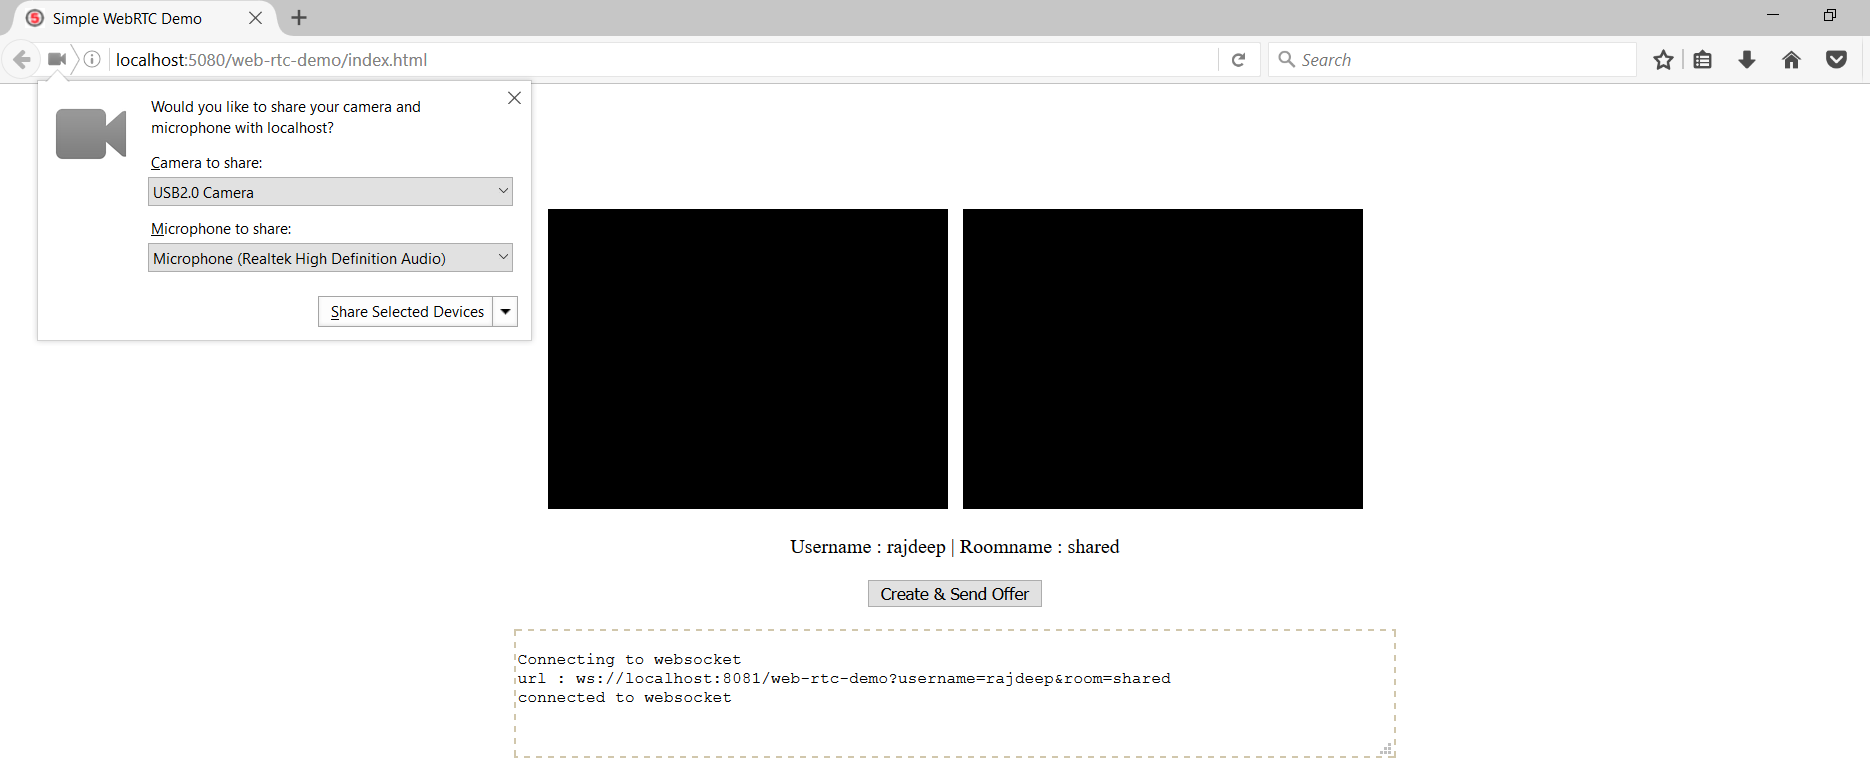 Simple WebRTC Demo
localhost:5080/web-rtc-demo/index.html
Search
Would you like to share your camera and
microphone with localhost?
Camera to share:
USB2.0 Camera
Microphone to share:
Microphone (Realtek High Definition Audio)
Share Selected Devices
Username : rajdeep | Roomname : shared
Create & Send Offer
Connecting to websocket
url : ws://localhost:8081/web-rtc-demo?username=rajdeep&room=shared
connected to websocket